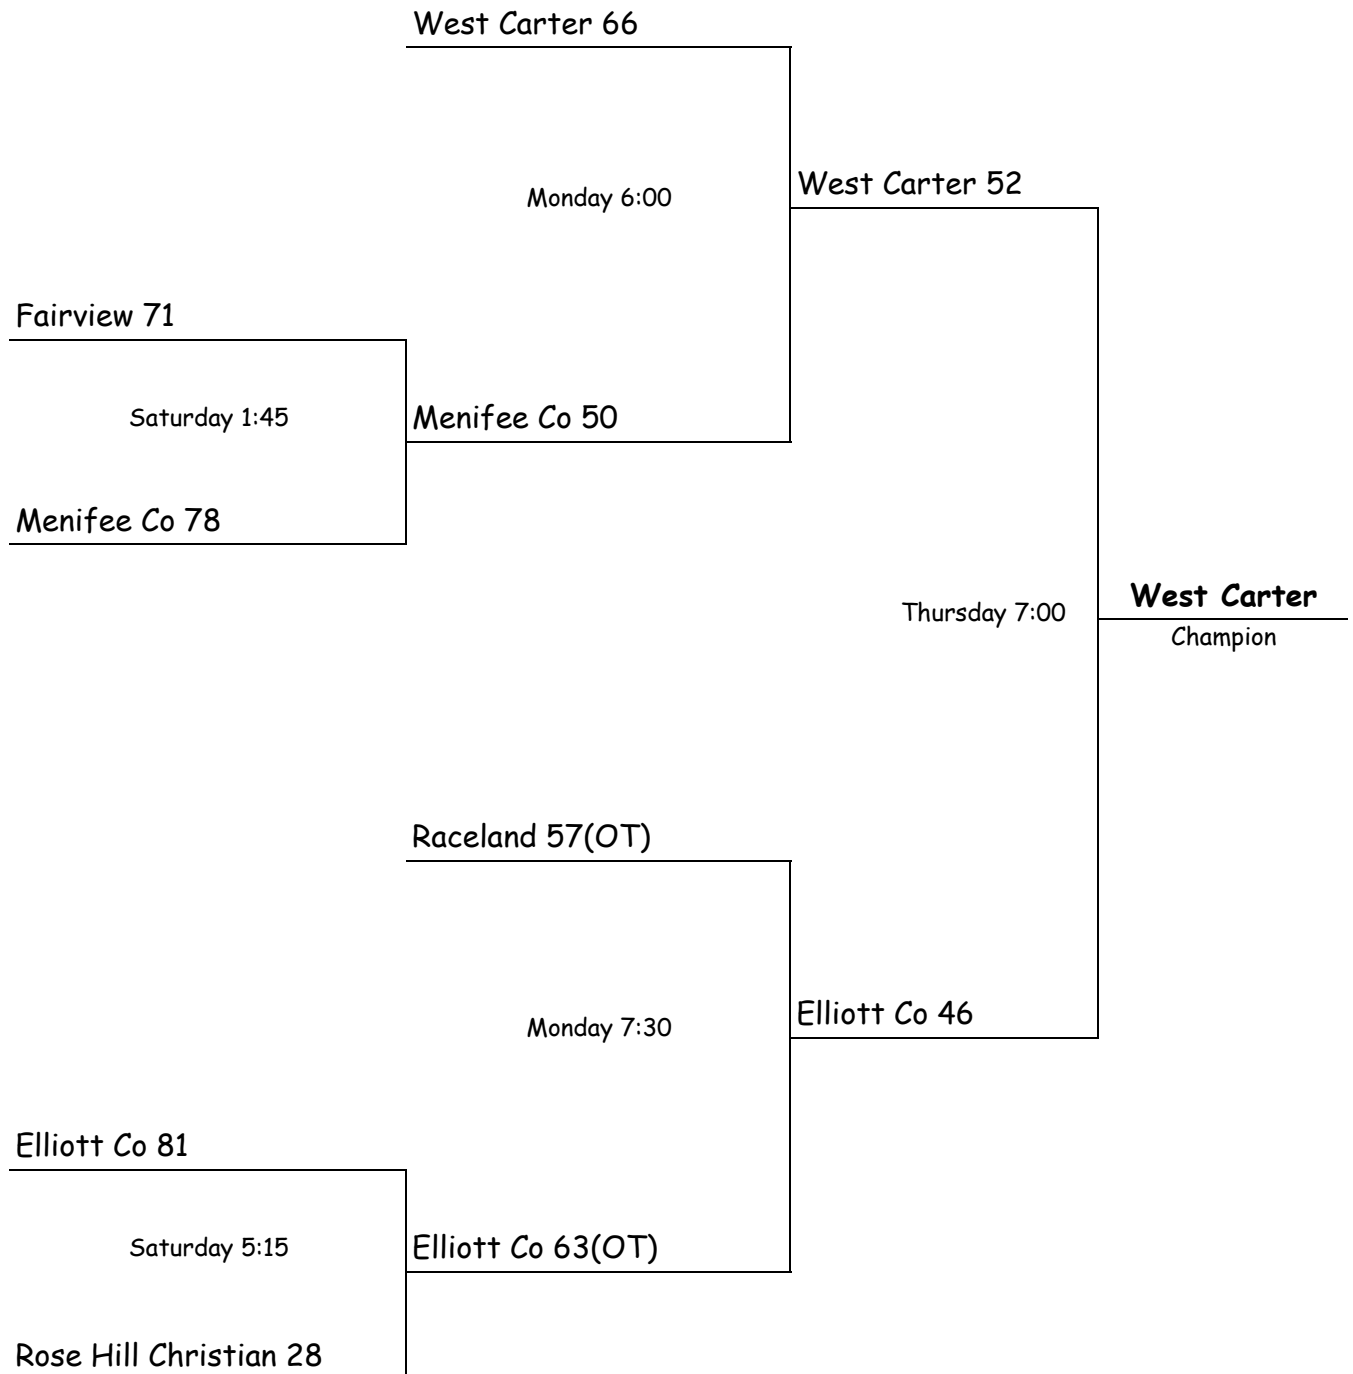 West Carter 66
Monday 6:00
West Carter 52
Fairview 71
Saturday 1:45
Menifee Co 50
Menifee Co 78
Thursday 7:00
West Carter
Champion
Raceland 57(OT)
Monday 7:30
Elliott Co 46
Elliott Co 81
Saturday 5:15
Elliott Co 63(OT)
Rose Hill Christian 28